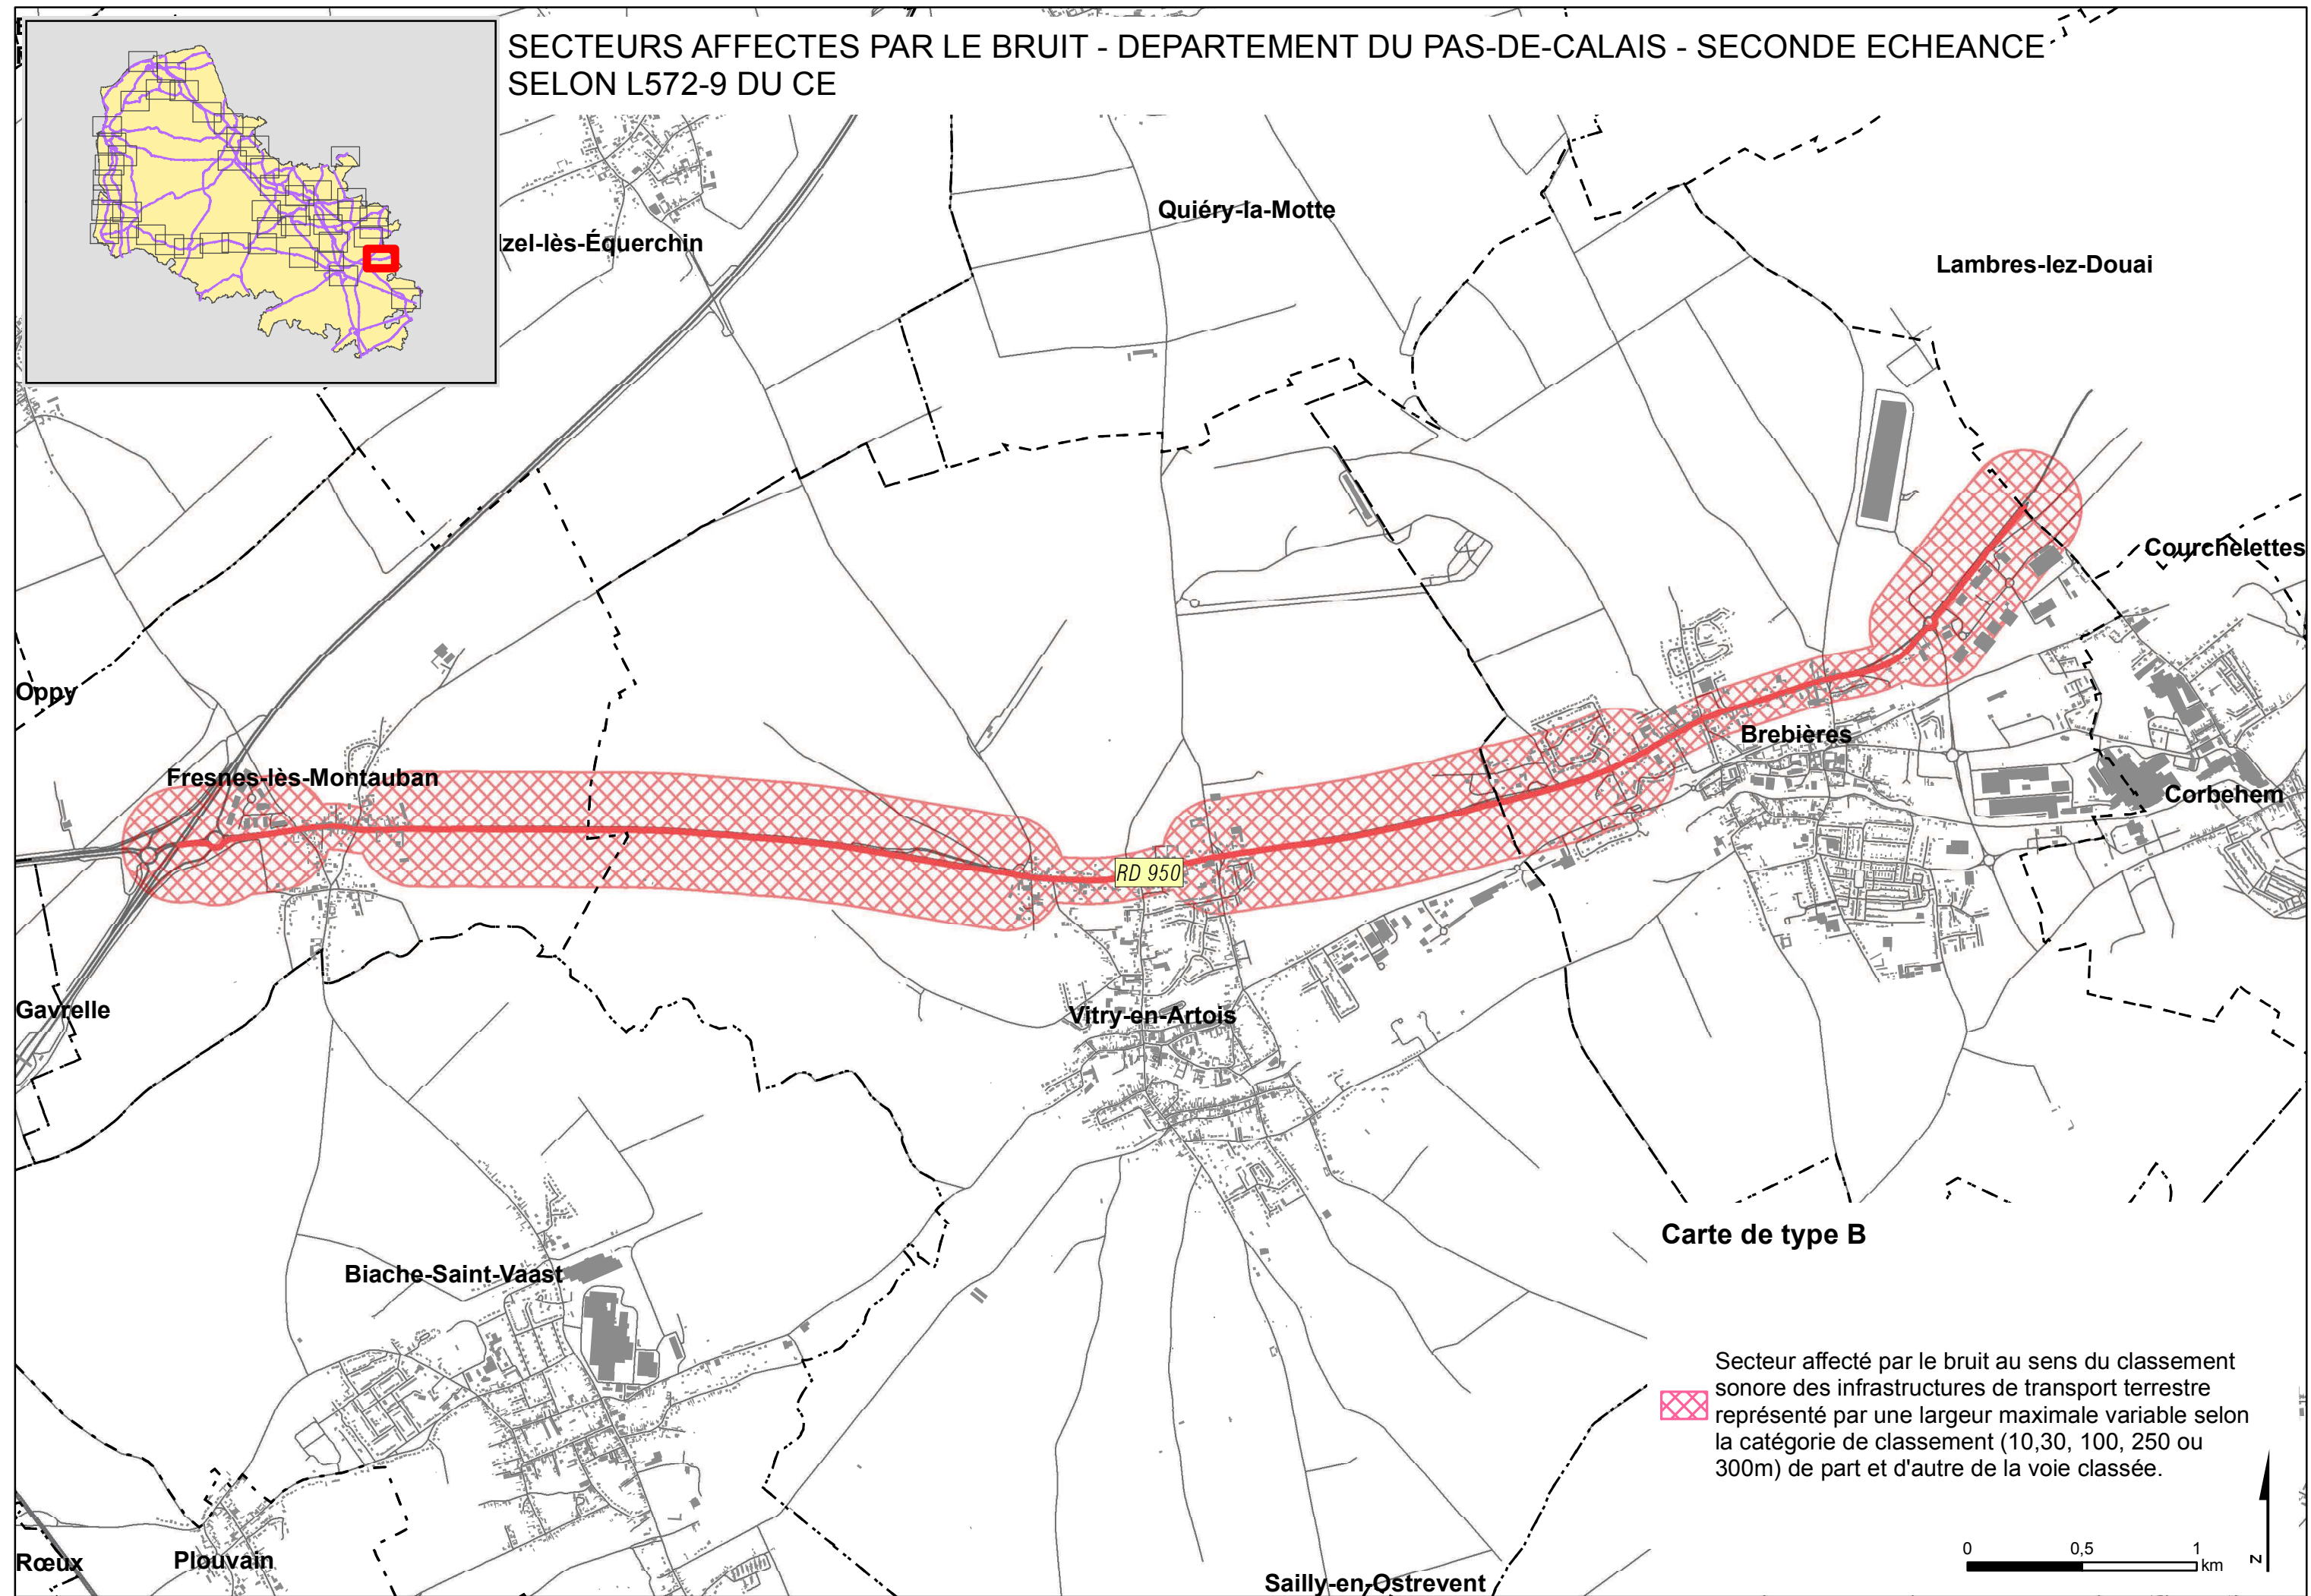 SECTEURS AFFECTES PAR LE BRUIT - DEPARTEMENT DU PAS-DE-CALAIS - SECONDE ECHEANCE
SELON L572-9 DU CE
Quiéry-la-Motte
Izel-lès-Équerchin
Lambres-lez-Douai
Courchelettes
Oppy
Brebières
Fresnes-lès-Montauban
Corbehem
RD 950
Gavrelle
Vitry-en-Artois
Carte de type B
Biache-Saint-Vaast
Secteur affecté par le bruit au sens du classement
sonore des infrastructures de transport terrestre
représenté par une largeur maximale variable selon
la catégorie de classement (10,30, 100, 250 ou
300m) de part et d'autre de la voie classée.
0 0,5 1
km
N
Rœux
Plouvain
Sailly-en-Ostrevent